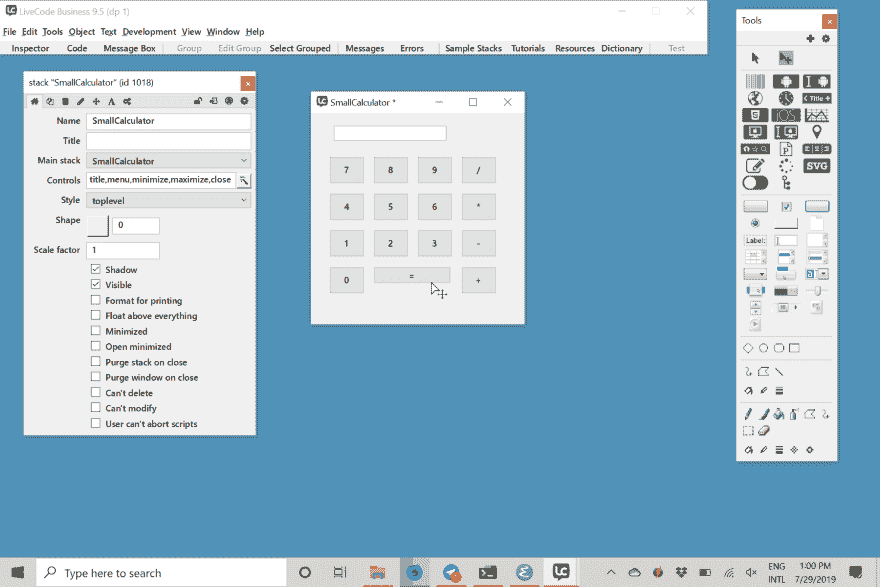 LiveCode Business 9.5 (dp 1)
File Edit Tools Object Text Development View Window Help
Inspector Code Message Box Group Edit Group Select Grouped Messages Errors Sample Stacks Tutorials Resources Dictionary Test
stack "SmallCalculator" (id 1018)
Name SmallCalculator
Title
Main stack SmallCalculator
Controls title,menu,minimize,maximize,close
Style toplevel
Shape 0
Scale factor 1
Shadow
Visible
Format for printing
Float above everything
Minimized
Open minimized
Purge stack on close
Purge window on close
Can't delete
Can't modify
User can't abort scripts
SmallCalculator *
7 8 9 /
4 5 6 *
1 2 3 -
0 = +
Tools
Title
iOS
SVG
Label:
Type here to search
ENG
INTL
1:00 PM
7/29/2019